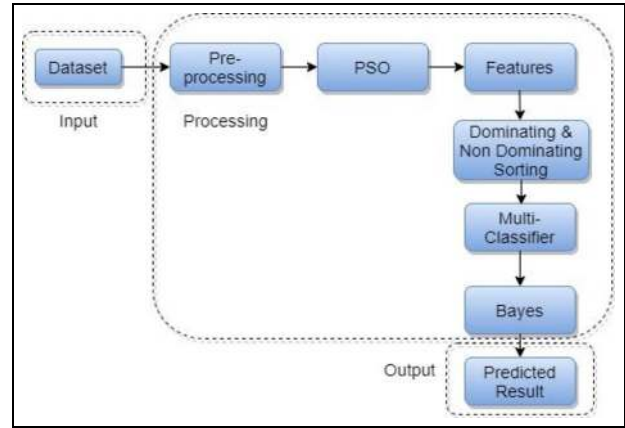 Dataset
Pre-
processing
PSO
Features
Input
Processing
Dominating &
Non Dominating
Sorting
Multi-
Classifier
Bayes
Output
Predicted
Result